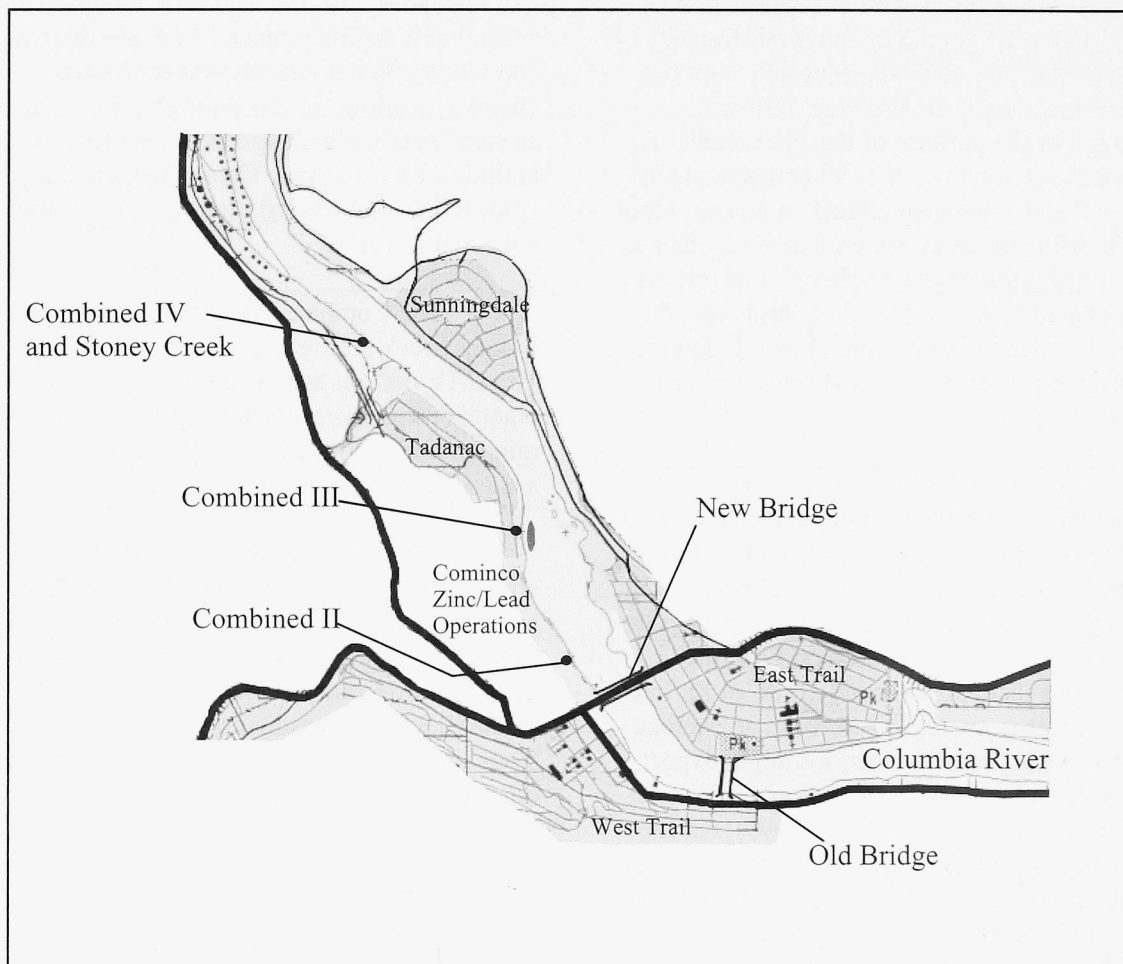 Sunningdale
Combined IV
and Stoney Creek
Tadanac
Combined III
New Bridge
Cominco
Zinc/Lead
Operations
Combined II
East Trail
Pk
Pk
Columbia River
West Trail
Old Bridge